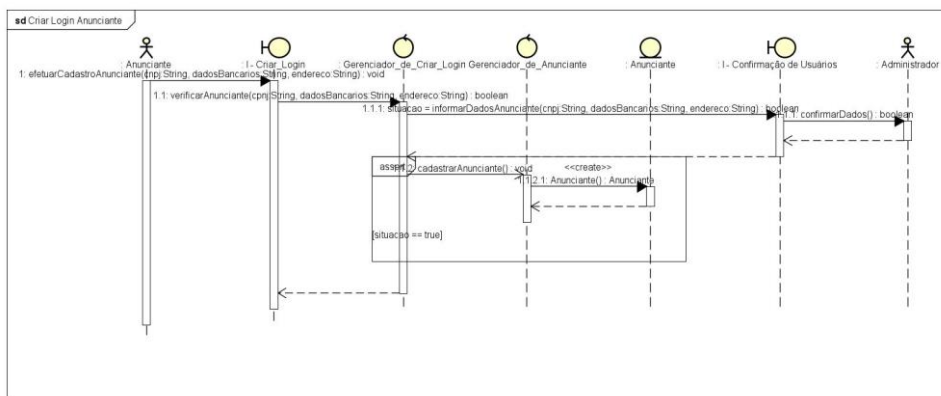 sd Criar Login Anunciante
: Anunciante
: I - Criar_Login
: Gerenciador_de_Criar_Login
Gerenciador_de_Anunciante
: Anunciante
: I - Confirmação de Usuários
: Administrador
1: efetuarCadastroAnunciante(cnpj:String, dadosBancarios:String, endereco:String) : void
1.1: verificarAnunciante(cpnj:String, dadosBancarios:String, endereco:String) : boolean
1.1.1: situacao = informarDadosAnunciante(cnpj:String, dadosBancarios:String, endereco:String) : boolean
1.1.1: confirmarDados() : boolean
assert
1.1.2: cadastrarAnunciante() : void
<<create>>
1.1.2.1: Anunciante() : Anunciante
[situacao == true]